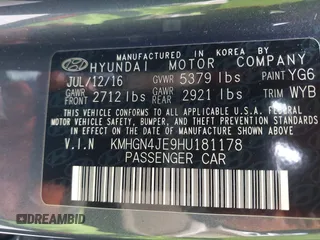 MANUFACTURED IN KOREA BY
HYUNDAI MOTOR COMPANY
JUL/12/16 GVWR 5379 lbs PAINT YG6
GAWR FRONT 2712 lbs GAWR REAR 2921 lbs TRIM WYB
THIS VEHICLE CONFORMS TO ALL APPLICABLE U.S.A. FEDERAL
MOTOR VEHICLE SAFETY, BUMPER, AND THEFT PREVENTION
STANDARDS IN EFFECT ON THE DATE OF MANUFACTURE SHOWN ABOVE.
V.I.N KMHGN4JE9HU181178
PASSENGER CAR
DREAMBID